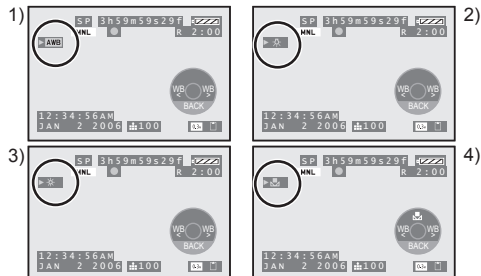 1)
SP 3h59m59s29f
MNL R 2:00
AWB
WB WB
BACK
12:34:56AM
JAN 2 2006 100
2)
SP 3h59m59s29f
MNL R 2:00
WB WB
BACK
12:34:56AM
JAN 2 2006 100
3)
SP 3h59m59s29f
MNL R 2:00
WB WB
BACK
12:34:56AM
JAN 2 2006 100
4)
SP 3h59m59s29f
MNL R 2:00
WB WB
BACK
12:34:56AM
JAN 2 2006 100